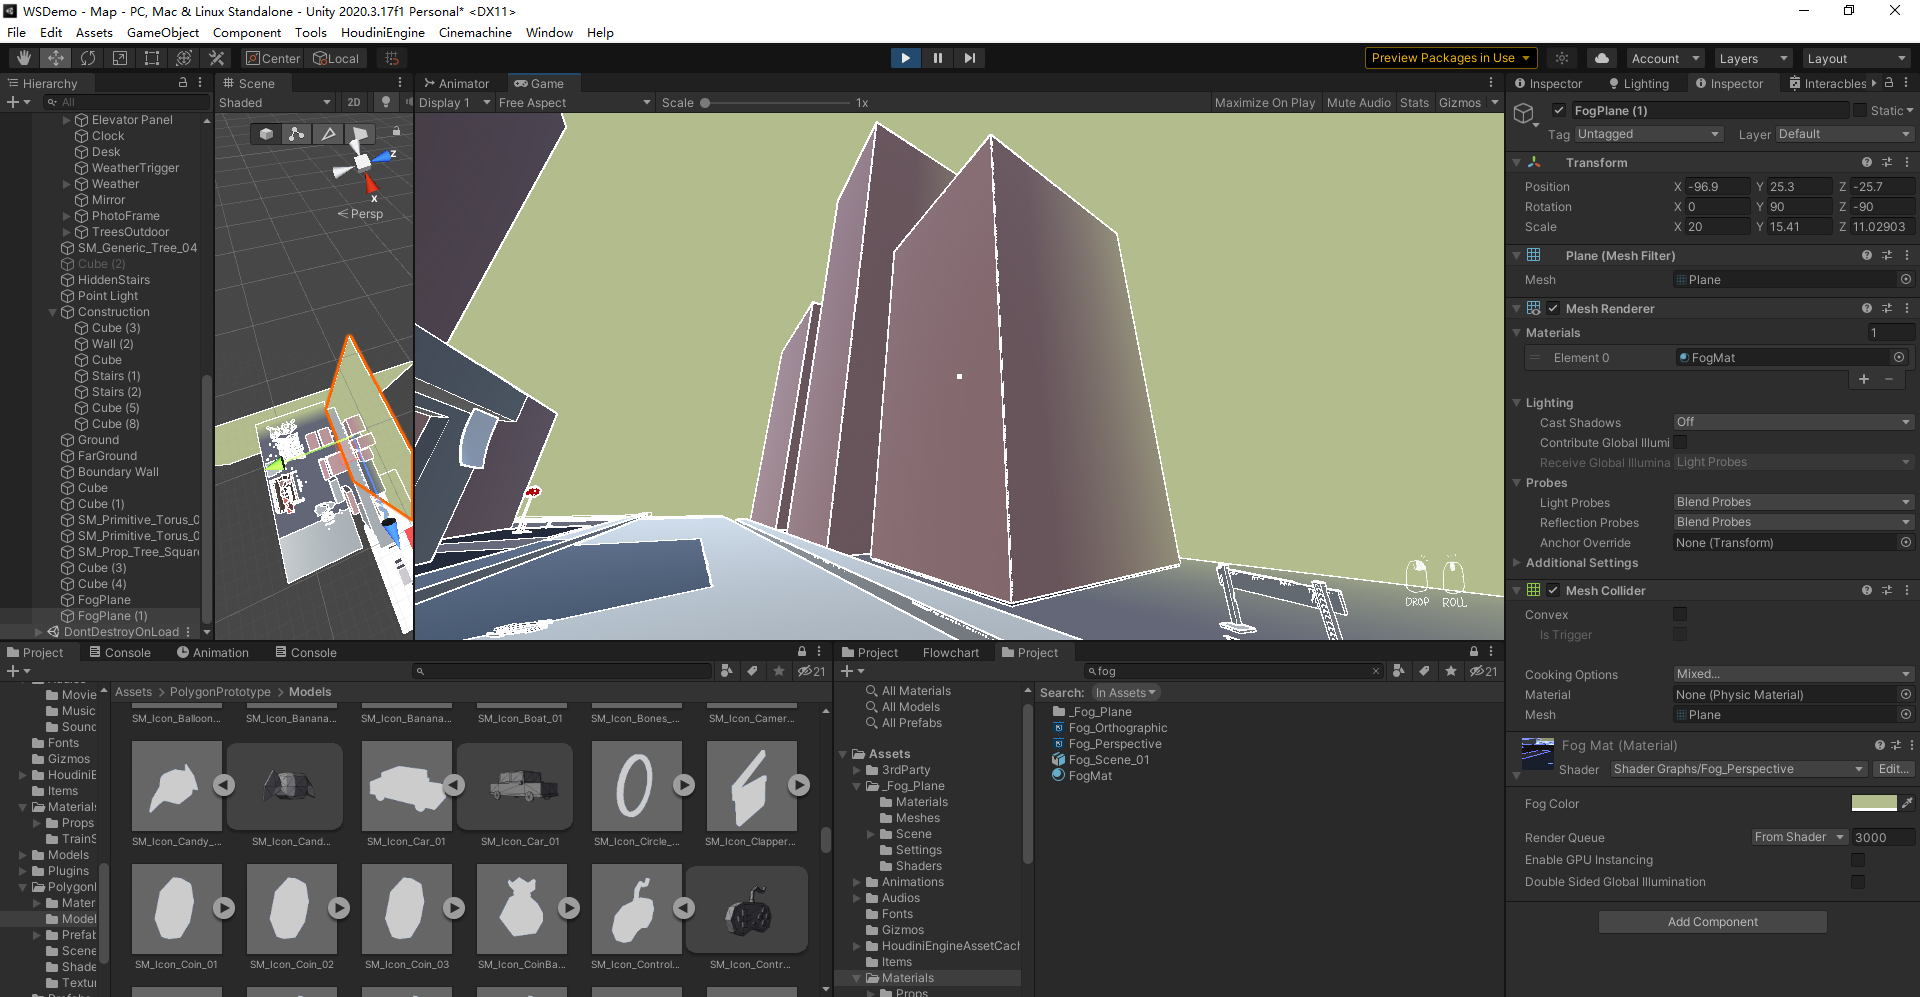 WSDemo - Map - PC, Mac & Linux Standalone - Unity 2020.3.17f1 Personal* <DX11>
File Edit Assets GameObject Component Tools HoudiniEngine Cinemachine Window Help
Center Local Preview Packages in Use Account Layers Layout
Hierarchy
All
Elevator Panel
Clock
Desk
WeatherTrigger
Weather
Mirror
PhotoFrame
TreesOutdoor
SM_Generic_Tree_04
Cube (2)
HiddenStairs
Point Light
Construction
Cube (3)
Wall (2)
Cube
Stairs (1)
Stairs (2)
Cube (5)
Cube (8)
Ground
FarGround
Boundary Wall
Cube
Cube (1)
SM_Primitive_Torus_0
SM_Primitive_Torus_0
SM_Prop_Tree_Square
Cube (3)
Cube (4)
FogPlane
FogPlane (1)
DontDestroyOnLoad
Scene
Shaded 2D
z
x
Persp
Animator Game
Display 1 Free Aspect Scale 1x Maximize On Play Mute Audio Stats Gizmos
DROP ROLL
Inspector Lighting Inspector Interacbles
FogPlane (1) Static
Tag Untagged Layer Default
Transform
Position X -96.9 Y 25.3 Z -25.7
Rotation X 0 Y 90 Z -90
Scale X 20 Y 15.41 Z 11.02903
Plane (Mesh Filter)
Mesh Plane
Mesh Renderer
Materials 1
Element 0 FogMat
Lighting
Cast Shadows Off
Contribute Global Illumi
Receive Global Illumina Light Probes
Probes
Light Probes Blend Probes
Reflection Probes Blend Probes
Anchor Override None (Transform)
Additional Settings
Mesh Collider
Convex
Is Trigger
Cooking Options Mixed...
Material None (Physic Material)
Mesh Plane
Fog Mat (Material)
Shader Shader Graphs/Fog_Perspective Edit...
Fog Color
Render Queue From Shader 3000
Enable GPU Instancing
Double Sided Global Illumination
Add Component
Project Console Animation Console
21
Movie
Music
Sound
Fonts
Gizmos
HoudiniE
Items
Materials
Props
TrainS
Models
Plugins
Polygonl
Mater
Model
Prefab
Scene
Shade
Textur
Assets > PolygonPrototype > Models
SM_Icon_Balloon... SM_Icon_Banana... SM_Icon_Banana... SM_Icon_Boat_01 SM_Icon_Bones_... SM_Icon_Camer...
SM_Icon_Candy_... SM_Icon_Cand... SM_Icon_Car_01 SM_Icon_Car_01 SM_Icon_Circle_... SM_Icon_Clapper...
SM_Icon_Coin_01 SM_Icon_Coin_02 SM_Icon_Coin_03 SM_Icon_CoinBa... SM_Icon_Control... SM_Icon_Contr...
Project Flowchart Project
fog 21
All Materials
All Models
All Prefabs
Assets
3rdParty
_Fog_Plane
Materials
Meshes
Scene
Settings
Shaders
Animations
Audios
Fonts
Gizmos
HoudiniEngineAssetCach
Items
Materials
Props
Search: In Assets
_Fog_Plane
Fog_Orthographic
Fog_Perspective
Fog_Scene_01
FogMat